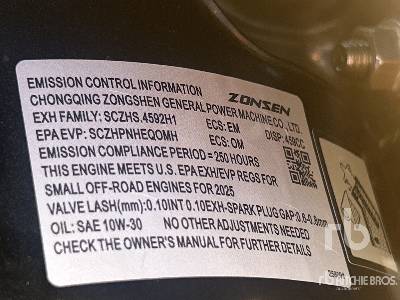 EMISSION CONTROL INFORMATION
ZONSEN
CHONGQING ZONGSHEN GENERAL POWER MACHINE CO., LTD.
EXH FAMILY: SCZHS.4592H1 ECS: EM DISP: 459CC
EPA EVP: SCZHPNHEQOMH ECS: OM
EMISSION COMPLIANCE PERIOD = 250 HOURS
THIS ENGINE MEETS U.S. EPA EXH/EVP REGS FOR
SMALL OFF-ROAD ENGINES FOR 2025
VALVE LASH(mm):0.10INT 0.10EXH-SPARK PLUG GAP:0.6-0.8mm
OIL: SAE 10W-30 NO OTHER ADJUSTMENTS NEEDED
CHECK THE OWNER'S MANUAL FOR FURTHER DETAILS
rb
RITCHIE BROS.